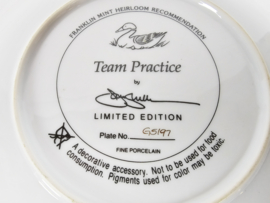 FRANKLIN MINT HEIRLOOM RECOMMENDATION
Team Practice
by
LIMITED EDITION
Plate No. G5197
FINE PORCELAIN
A decorative accessory. Not to be used for food
consumption. Pigments used for color may be toxic.